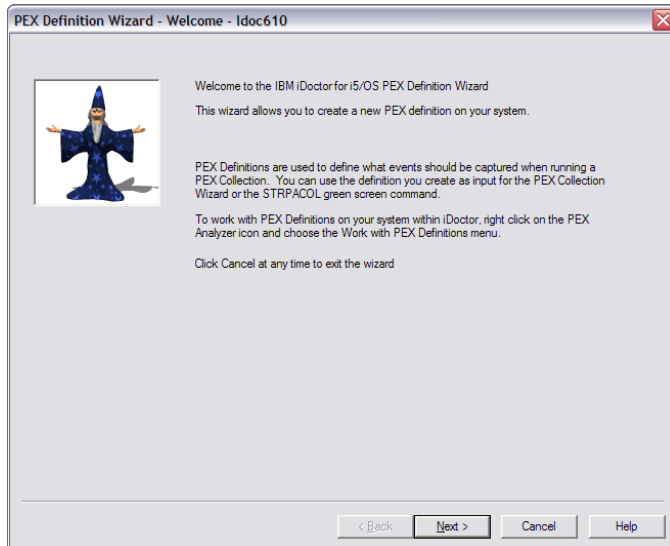 PEX Definition Wizard - Welcome - Idoc610
Welcome to the IBM iDoctor for i5/OS PEX Definition Wizard
This wizard allows you to create a new PEX definition on your system.
PEX Definitions are used to define what events should be captured when running a
PEX Collection. You can use the definition you create as input for the PEX Collection
Wizard or the STRPACOL green screen command.
To work with PEX Definitions on your system within iDoctor, right click on the PEX
Analyzer icon and choose the Work with PEX Definitions menu.
Click Cancel at any time to exit the wizard
< Back Next > Cancel Help